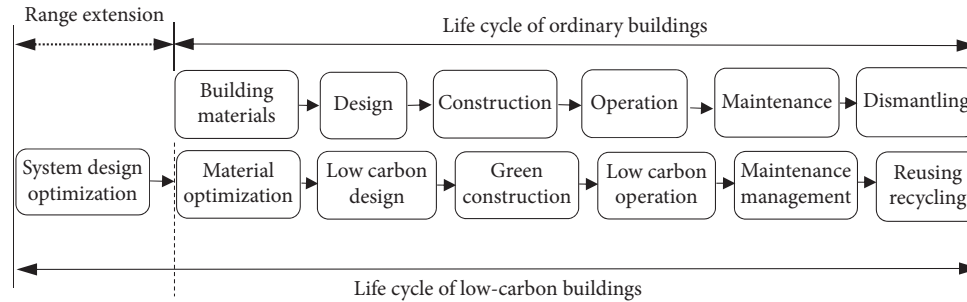 Range extension
Life cycle of ordinary buildings
Building
materials
Design
Construction
Operation
Maintenance
Dismantling
System design
optimization
Material
optimization
Low carbon
design
Green
construction
Low carbon
operation
Maintenance
management
Reusing
recycling
Life cycle of low-carbon buildings